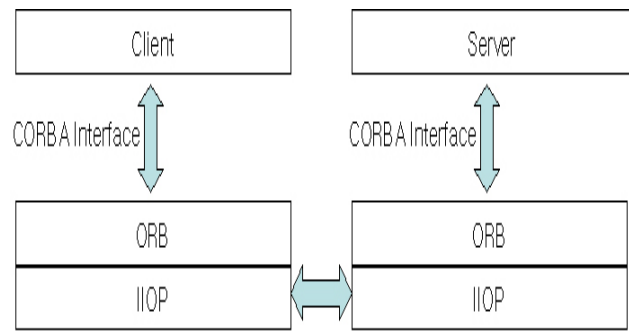 Client
Server
CORBA Interface
CORBA Interface
ORB
ORB
IIOP
IIOP